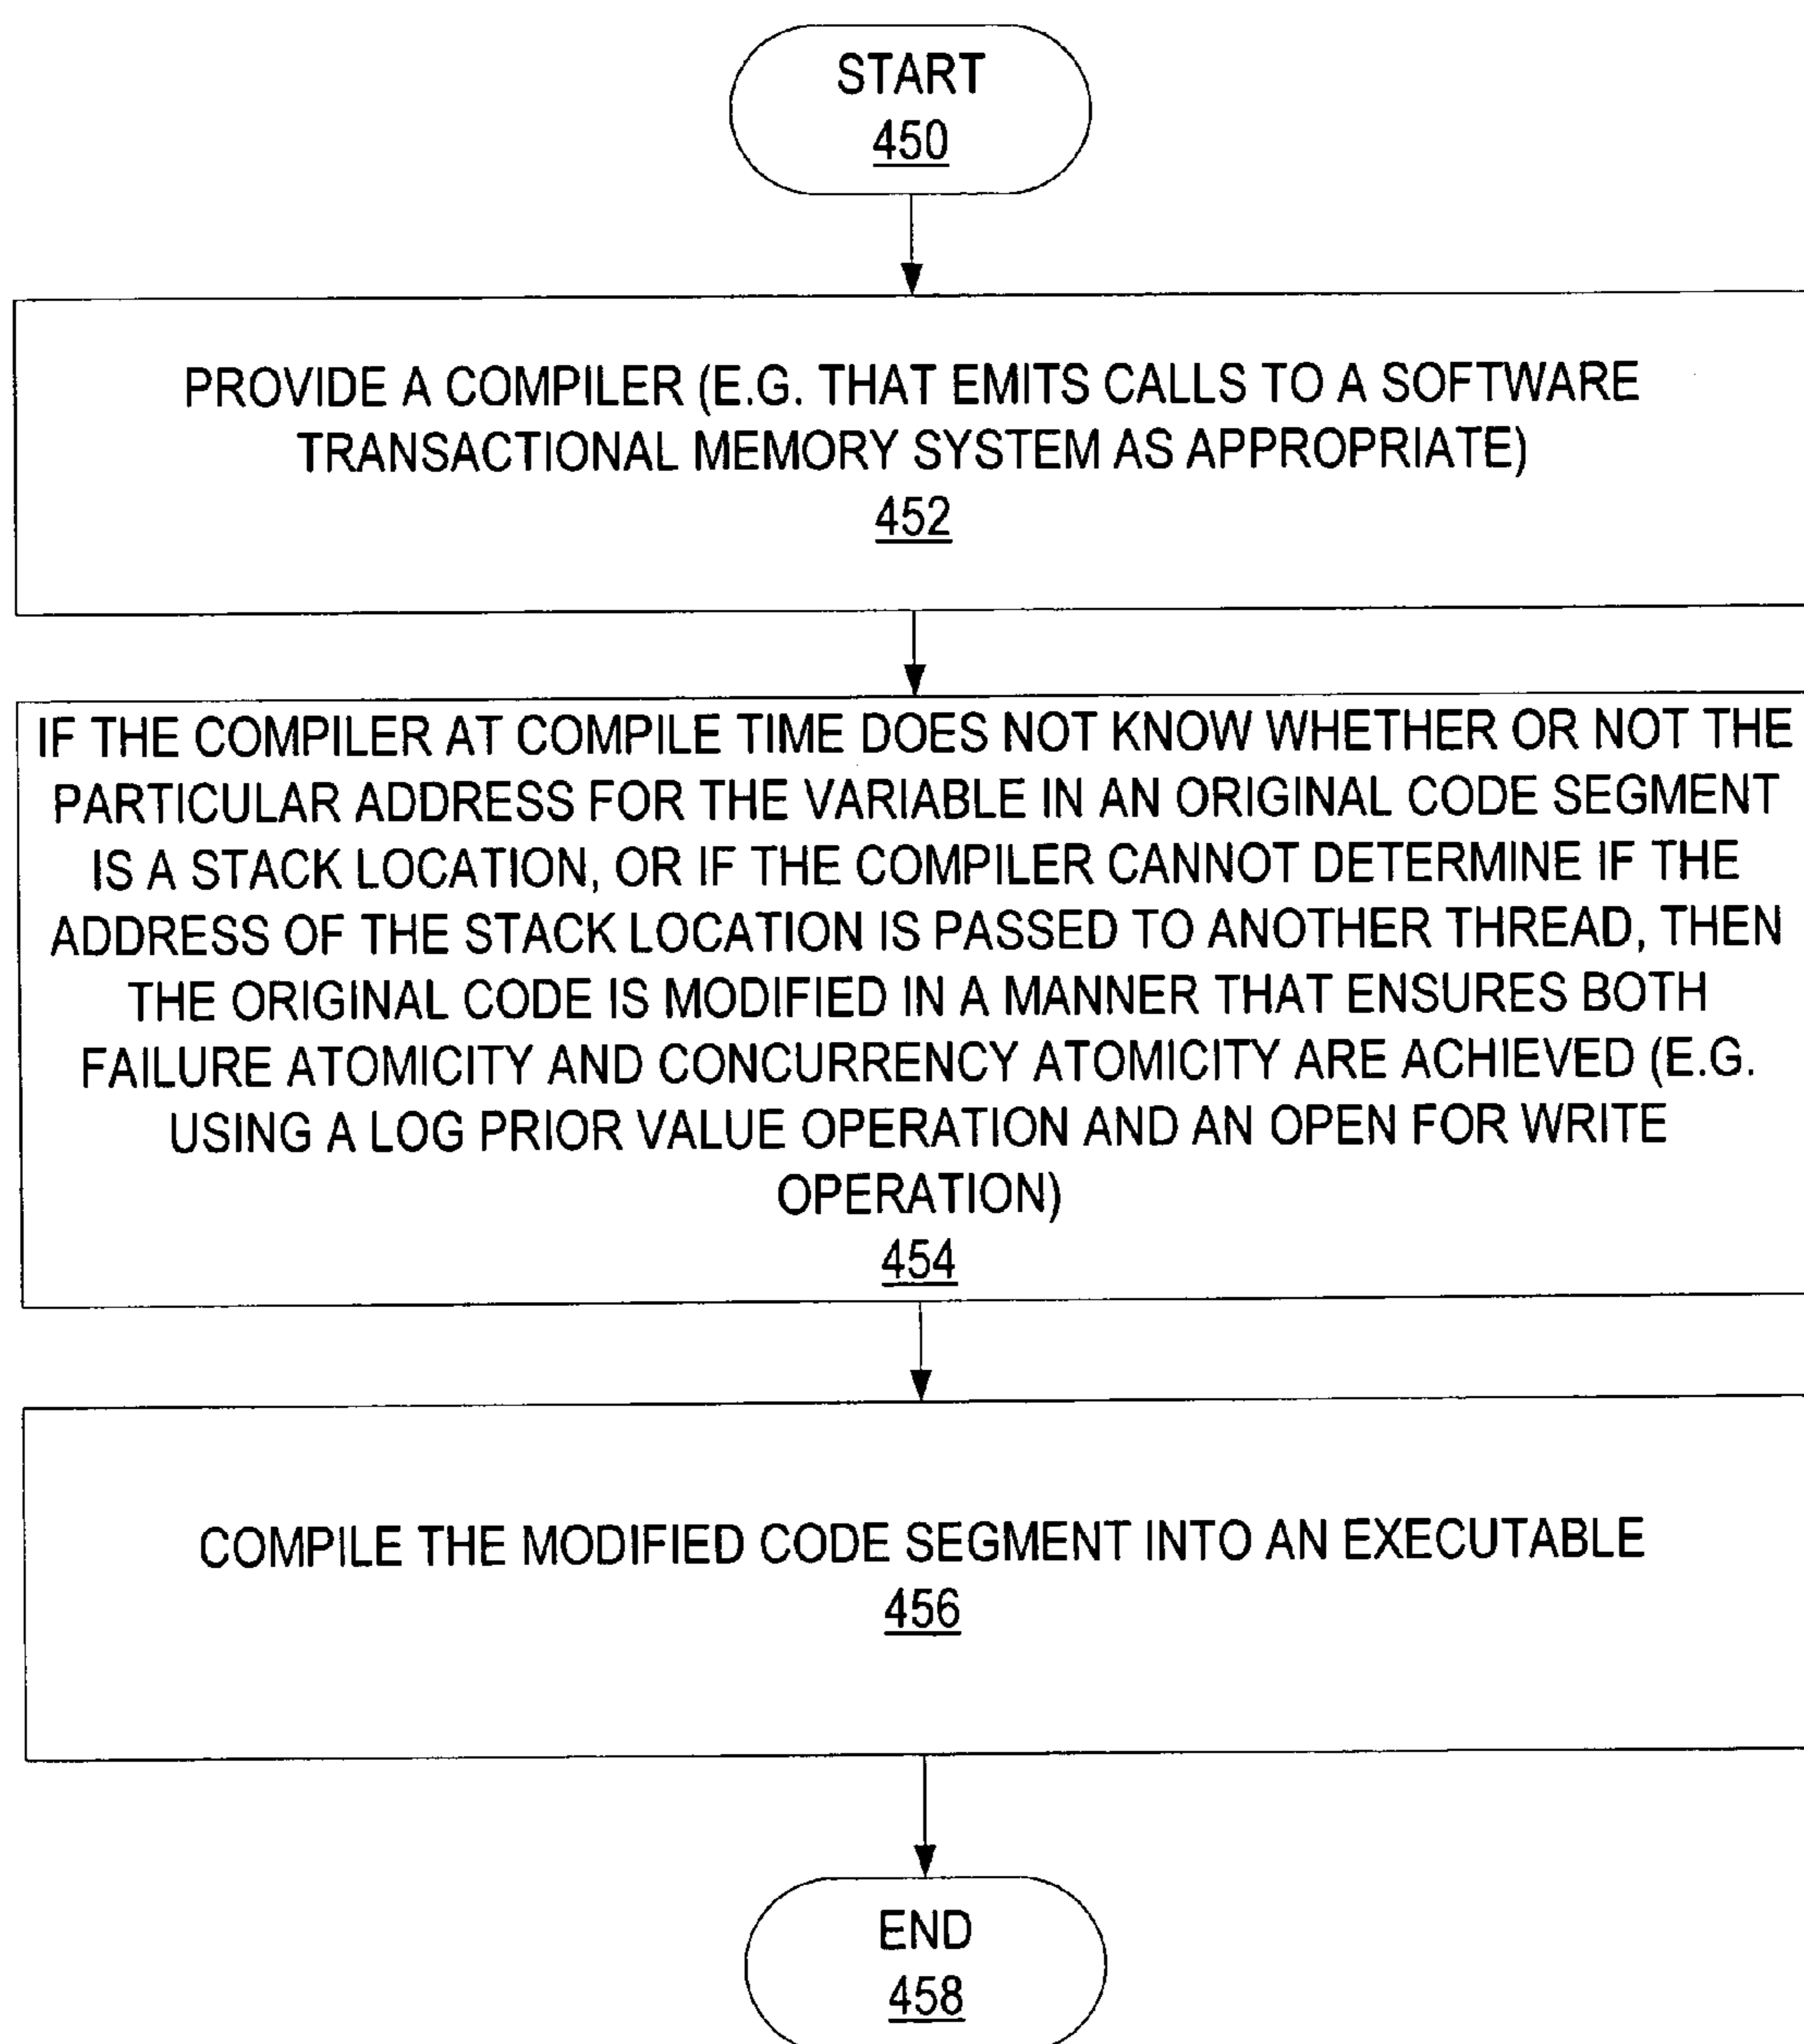 START
450
PROVIDE A COMPILER (E.G. THAT EMITS CALLS TO A SOFTWARE
TRANSACTIONAL MEMORY SYSTEM AS APPROPRIATE)
452
IF THE COMPILER AT COMPILE TIME DOES NOT KNOW WHETHER OR NOT THE
PARTICULAR ADDRESS FOR THE VARIABLE IN AN ORIGINAL CODE SEGMENT
IS A STACK LOCATION, OR IF THE COMPILER CANNOT DETERMINE IF THE
ADDRESS OF THE STACK LOCATION IS PASSED TO ANOTHER THREAD, THEN
THE ORIGINAL CODE IS MODIFIED IN A MANNER THAT ENSURES BOTH
FAILURE ATOMICITY AND CONCURRENCY ATOMICITY ARE ACHIEVED (E.G.
USING A LOG PRIOR VALUE OPERATION AND AN OPEN FOR WRITE
OPERATION)
454
COMPILE THE MODIFIED CODE SEGMENT INTO AN EXECUTABLE
456
END
458